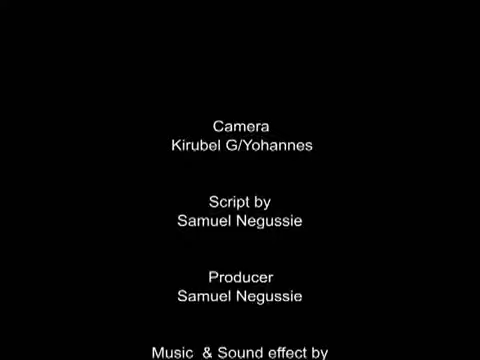 Camera
Kirubel G/Yohannes
Script by
Samuel Negussie
Producer
Samuel Negussie
Music & Sound effect by